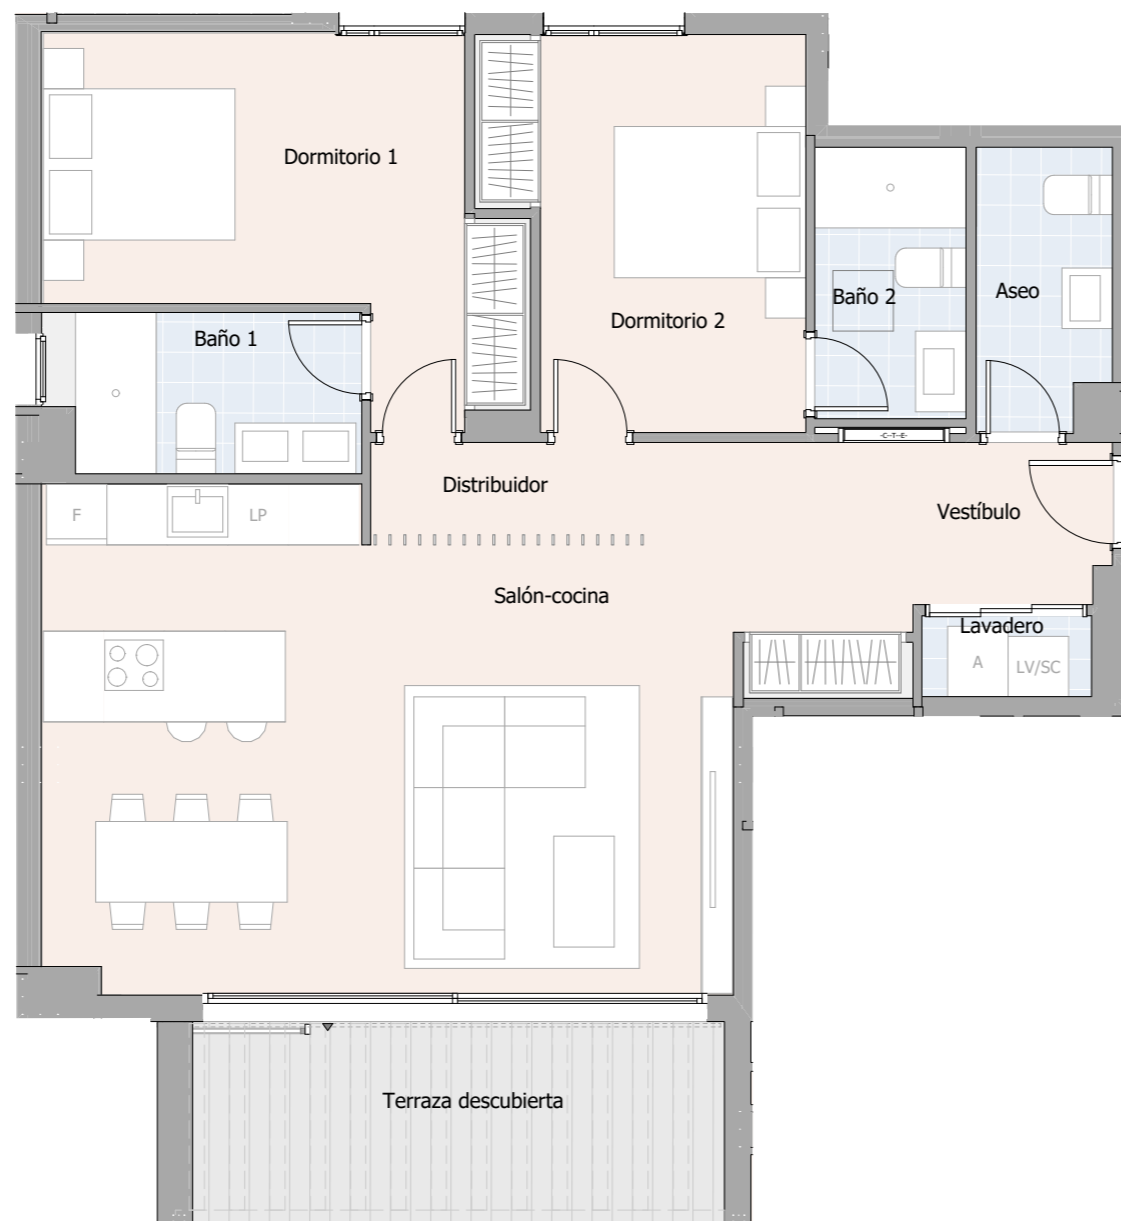 Dormitorio 1
Baño 2
Aseo
Dormitorio 2
Baño 1
-C-T-E-
Distribuidor
Vestíbulo
F
LP
Salón-cocina
Lavadero
A
LV/SC
Terraza descubierta